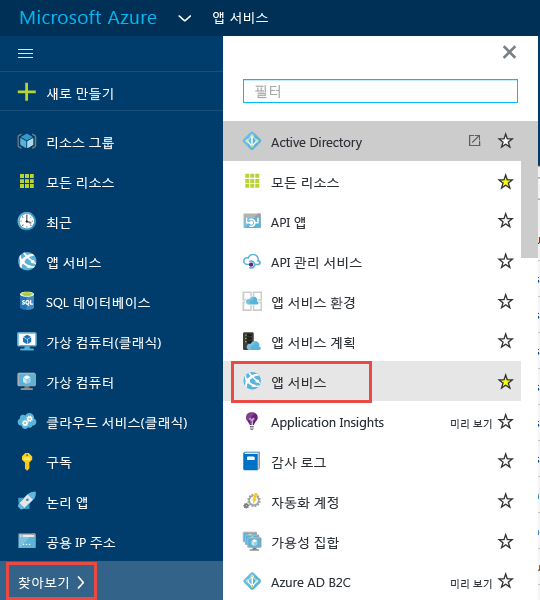 Microsoft Azure 앱 서비스
새로 만들기
리소스 그룹
모든 리소스
최근
앱 서비스
SQL 데이터베이스
가상 컴퓨터(클래식)
가상 컴퓨터
클라우드 서비스(클래식)
구독
논리 앱
공용 IP 주소
찾아보기
필터
Active Directory
모든 리소스
API 앱
API 관리 서비스
앱 서비스 환경
앱 서비스 계획
앱 서비스
Application Insights 미리 보기
감사 로그
자동화 계정
가용성 집합
Azure AD B2C 미리 보기